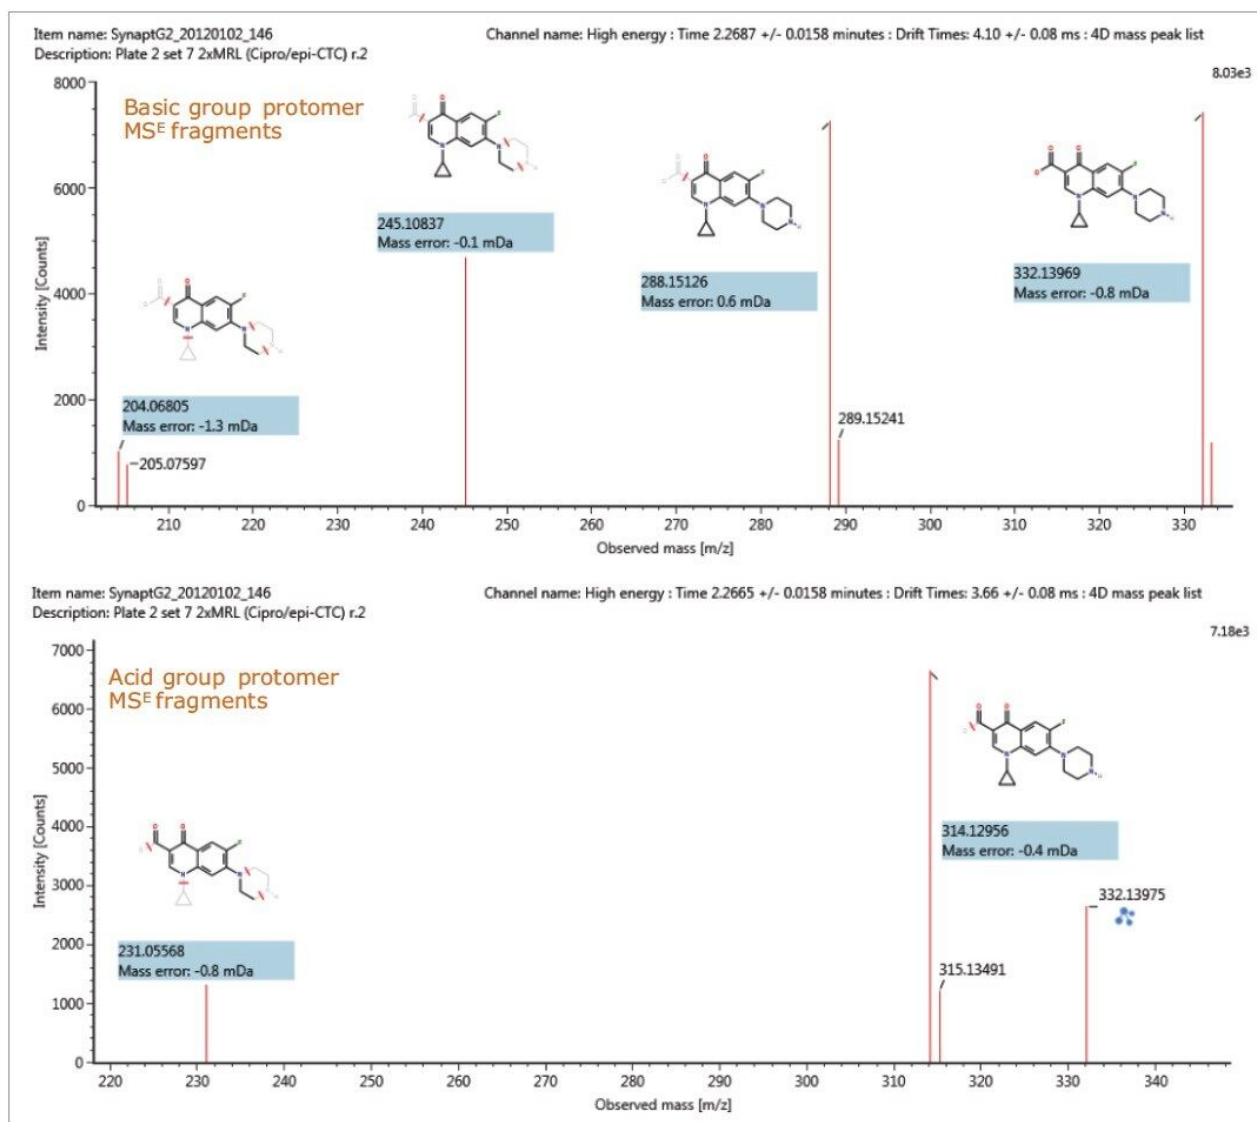 Item name: SynaptG2_20120102_146
Channel name: High energy : Time 2.2687 +/- 0.0158 minutes : Drift Times: 4.10 +/- 0.08 ms : 4D mass peak list
Description: Plate 2 set 7 2xMRL (Cipro/epi-CTC) r.2
8.03e3
Basic group protomer
MSᴱ fragments
245.10837
Mass error: -0.1 mDa
288.15126
Mass error: 0.6 mDa
332.13969
Mass error: -0.8 mDa
204.06805
Mass error: -1.3 mDa
205.07597
289.15241
8000
6000
4000
2000
0
Intensity [Counts]
210 220 230 240 250 260 270 280 290 300 310 320 330
Observed mass [m/z]
Item name: SynaptG2_20120102_146
Channel name: High energy : Time 2.2665 +/- 0.0158 minutes : Drift Times: 3.66 +/- 0.08 ms : 4D mass peak list
Description: Plate 2 set 7 2xMRL (Cipro/epi-CTC) r.2
7.18e3
Acid group protomer
MSᴱ fragments
314.12956
Mass error: -0.4 mDa
332.13975
231.05568
Mass error: -0.8 mDa
315.13491
7000
6000
5000
4000
3000
2000
1000
0
Intensity [Counts]
220 230 240 250 260 270 280 290 300 310 320 330 340
Observed mass [m/z]